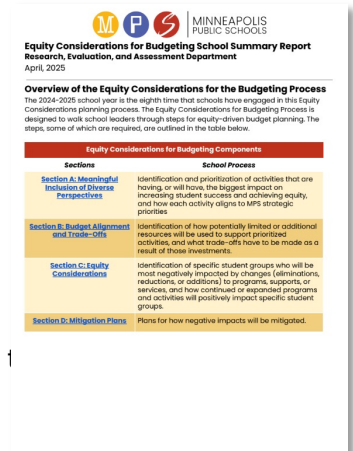 MPS MINNEAPOLIS
PUBLIC SCHOOLS
Equity Considerations for Budgeting School Summary Report
Research, Evaluation, and Assessment Department
April, 2025
Overview of the Equity Considerations for the Budgeting Process
The 2024-2025 school year is the eighth time that schools have engaged in this Equity
Considerations planning process. The Equity Considerations for Budgeting Process is
designed to walk school leaders through steps for equity-driven budget planning. The
steps, some of which are required, are outlined in the table below.
Equity Considerations for Budgeting Components
Sections School Process
Section A: Meaningful
Inclusion of Diverse
Perspectives
Identification and prioritization of activities that are
having, or will have, the biggest impact on
increasing student success and achieving equity,
and how each activity aligns to MPS strategic
priorities
Section B: Budget Alignment
and Trade-Offs
Identification of how potentially limited or additional
resources will be used to support prioritized
activities, and what trade-offs have to be made as a
result of those investments.
Section C: Equity
Considerations
Identification of specific student groups who will be
most negatively impacted by changes (eliminations,
reductions, or additions) to programs, supports, or
services, and how continued or expanded programs
and activities will positively impact specific student
groups.
Section D: Mitigation Plans
Plans for how negative impacts will be mitigated.